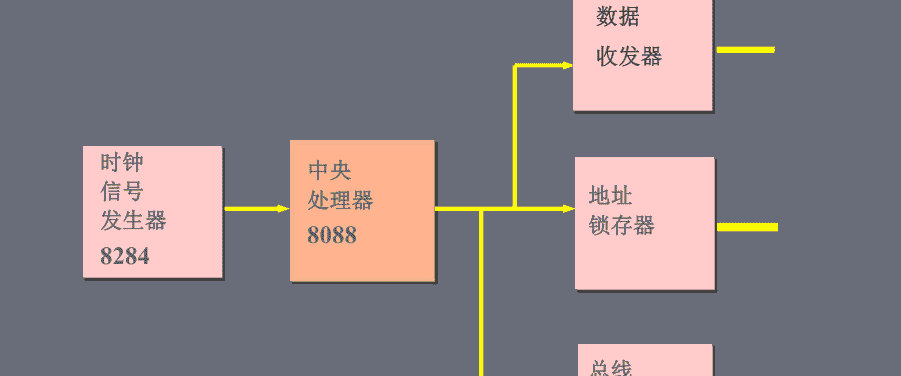 数据
收发器
时钟
信号
发生器
8284
中央
处理器
8088
地址
锁存器
总线